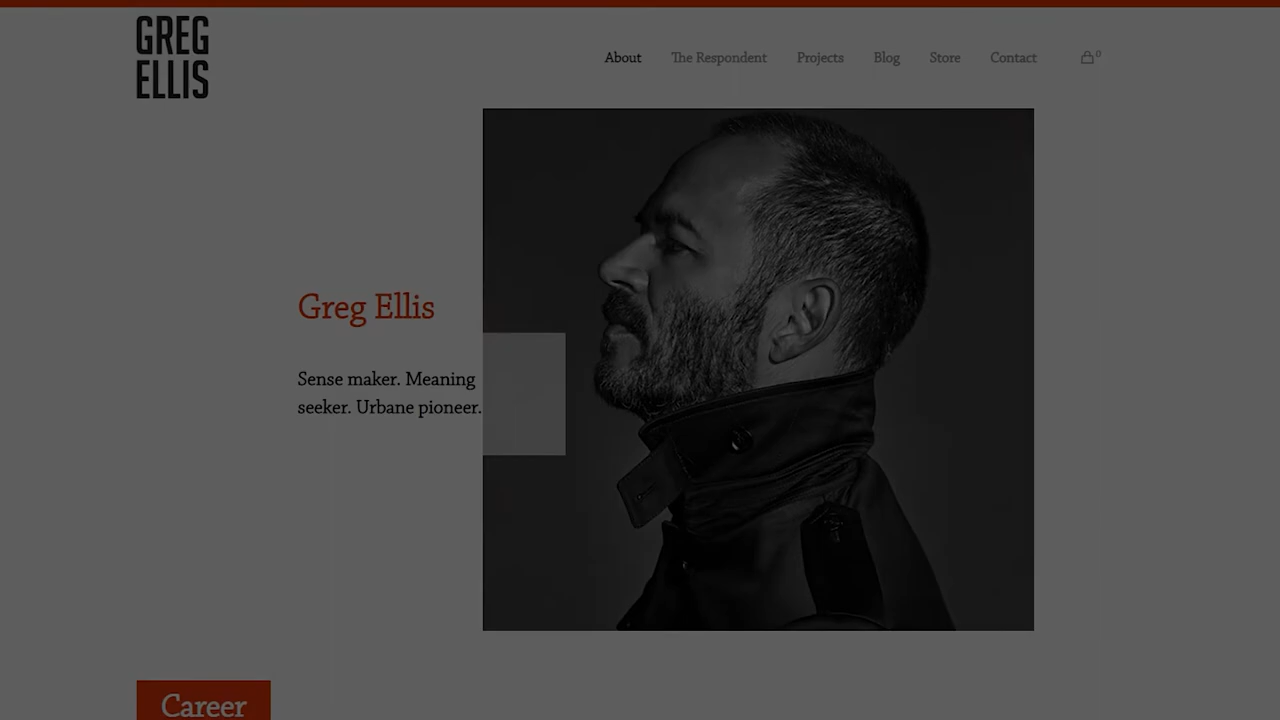 GREG
ELLIS
About The Respondent Projects Blog Store Contact 0
Greg Ellis
Sense maker. Meaning
seeker. Urbane pioneer.
Career